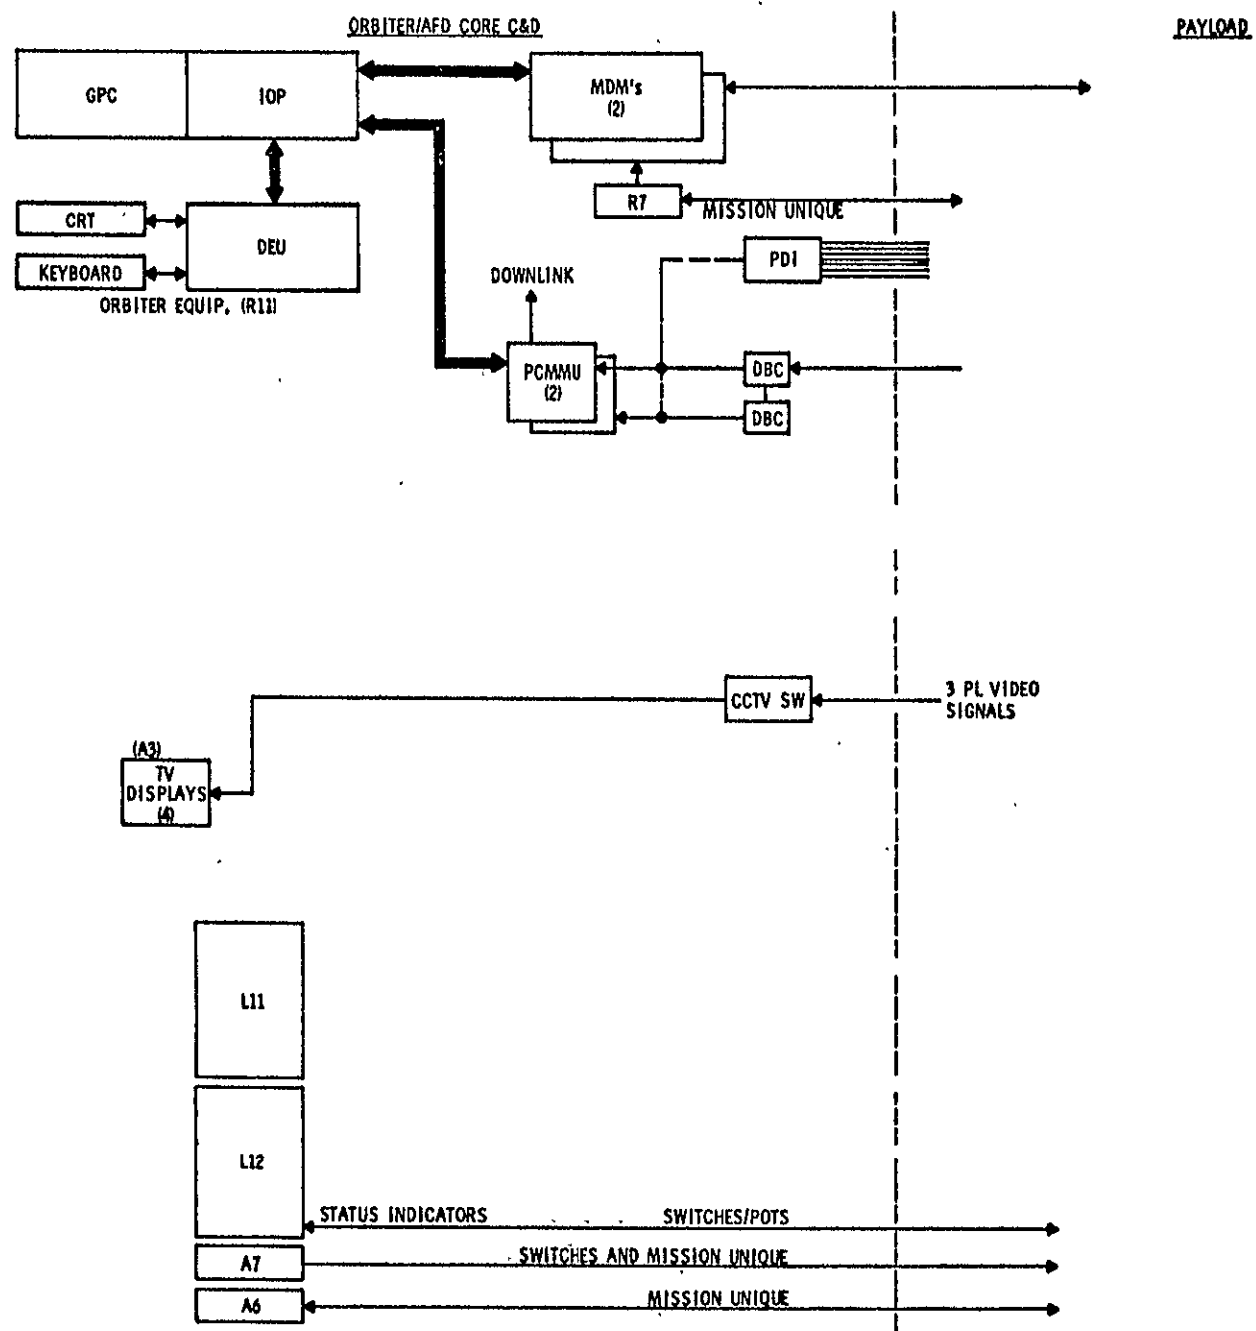 ORBITER/AFD CORE C&D
PAYLOAD
GPC
IOP
MDM's
(2)
R7
MISSION UNIQUE
CRT
KEYBOARD
DEU
ORBITER EQUIP. (R11)
PDI
DOWNLINK
PCMMU
(2)
DBC
DBC
CCTV SW
3 PL VIDEO
SIGNALS
(A3)
TV
DISPLAYS
(4)
L11
L12
STATUS INDICATORS
SWITCHES/POTS
A7
SWITCHES AND MISSION UNIQUE
A6
MISSION UNIQUE